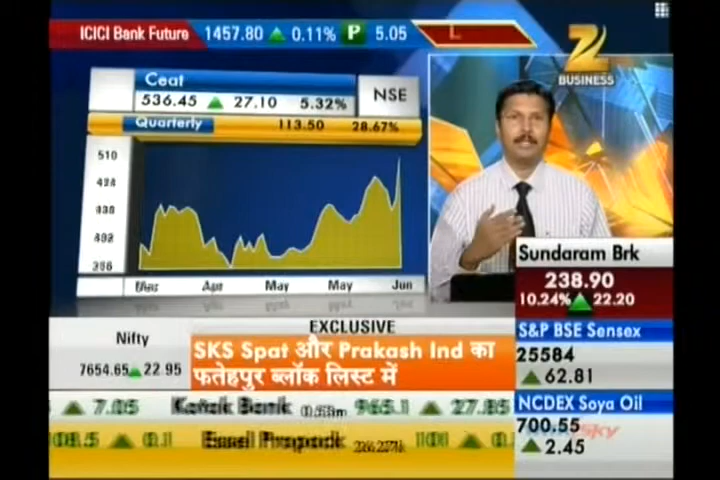 ICICI Bank Future 1457.80 0.11% P 5.05
Z
BUSINESS
Ceat
536.45 27.10 5.32% NSE
Quarterly 113.50 28.67%
510
Apr May May Jun
Sundaram Brk
238.90
10.24% 22.20
Nifty
7654.65 22.95
EXCLUSIVE
SKS Spat और Prakash Ind का
फतेहपुर ब्लॉक लिस्ट में
S&P BSE Sensex
25584
62.81
NCDEX Soya Oil
700.55
2.45
7.05 Kotak Bank 965.1 27.85
108.5 0.1 Essel Propack